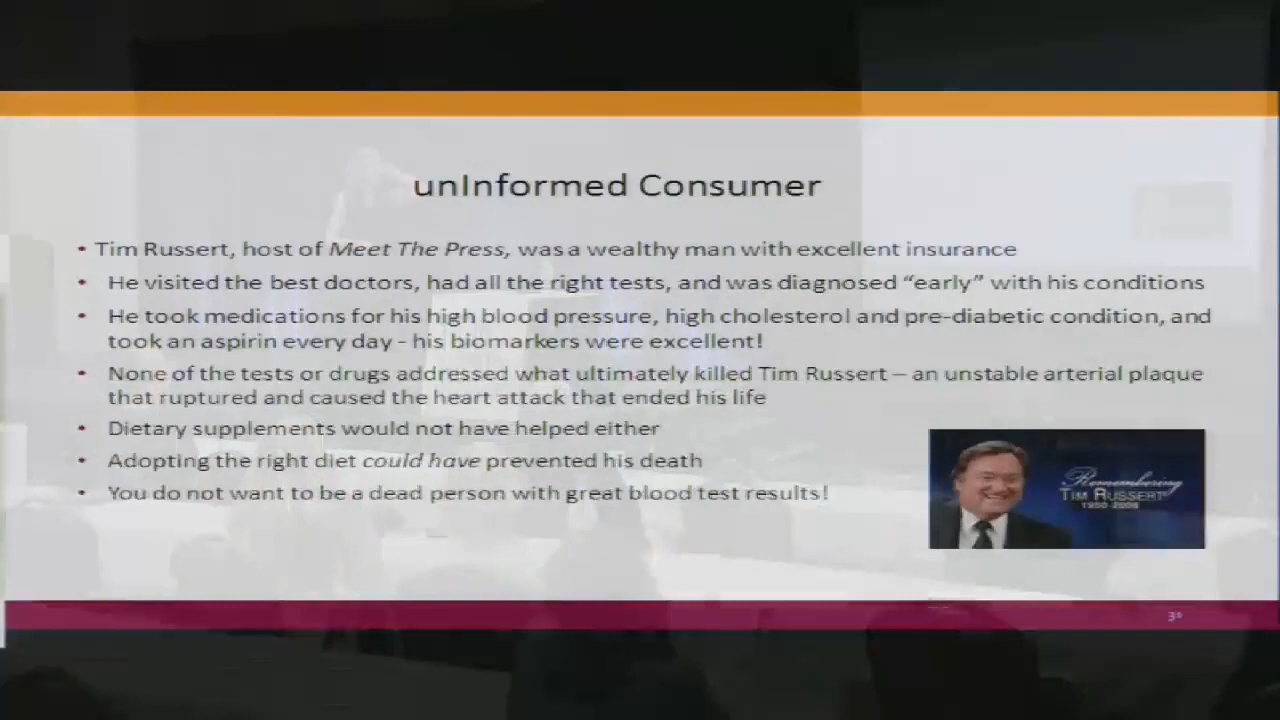 unInformed Consumer
• Tim Russert, host of Meet The Press, was a wealthy man with excellent insurance
• He visited the best doctors, had all the right tests, and was diagnosed “early” with his conditions
• He took medications for his high blood pressure, high cholesterol and pre-diabetic condition, and
took an aspirin every day - his biomarkers were excellent!
• None of the tests or drugs addressed what ultimately killed Tim Russert – an unstable arterial plaque
that ruptured and caused the heart attack that ended his life
• Dietary supplements would not have helped either
• Adopting the right diet could have prevented his death
• You do not want to be a dead person with great blood test results!
Remembering
TIM RUSSERT
1950-2008